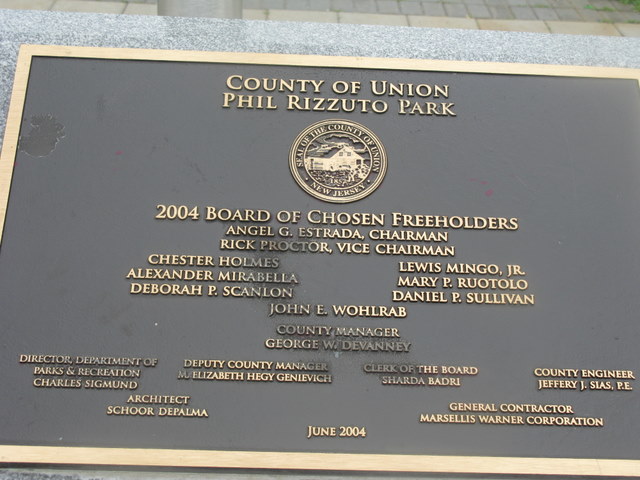 COUNTY OF UNION
PHIL RIZZUTO PARK
SEAL OF THE COUNTY OF UNION
1857
NEW JERSEY
2004 BOARD OF CHOSEN FREEHOLDERS
ANGEL G. ESTRADA, CHAIRMAN
RICK PROCTOR, VICE CHAIRMAN
CHESTER HOLMES
ALEXANDER MIRABELLA
DEBORAH P. SCANLON
LEWIS MINGO, JR.
MARY P. RUOTOLO
DANIEL P. SULLIVAN
JOHN E. WOHLRAB
COUNTY MANAGER
GEORGE W. DEVANNEY
DIRECTOR, DEPARTMENT OF
PARKS & RECREATION
CHARLES SIGMUND
DEPUTY COUNTY MANAGER
M. ELIZABETH HEGY GENIEVICH
CLERK OF THE BOARD
SHARDA BADRI
COUNTY ENGINEER
JEFFERY J. SIAS, P.E.
ARCHITECT
SCHOOR DEPALMA
GENERAL CONTRACTOR
MARSELLIS WARNER CORPORATION
JUNE 2004